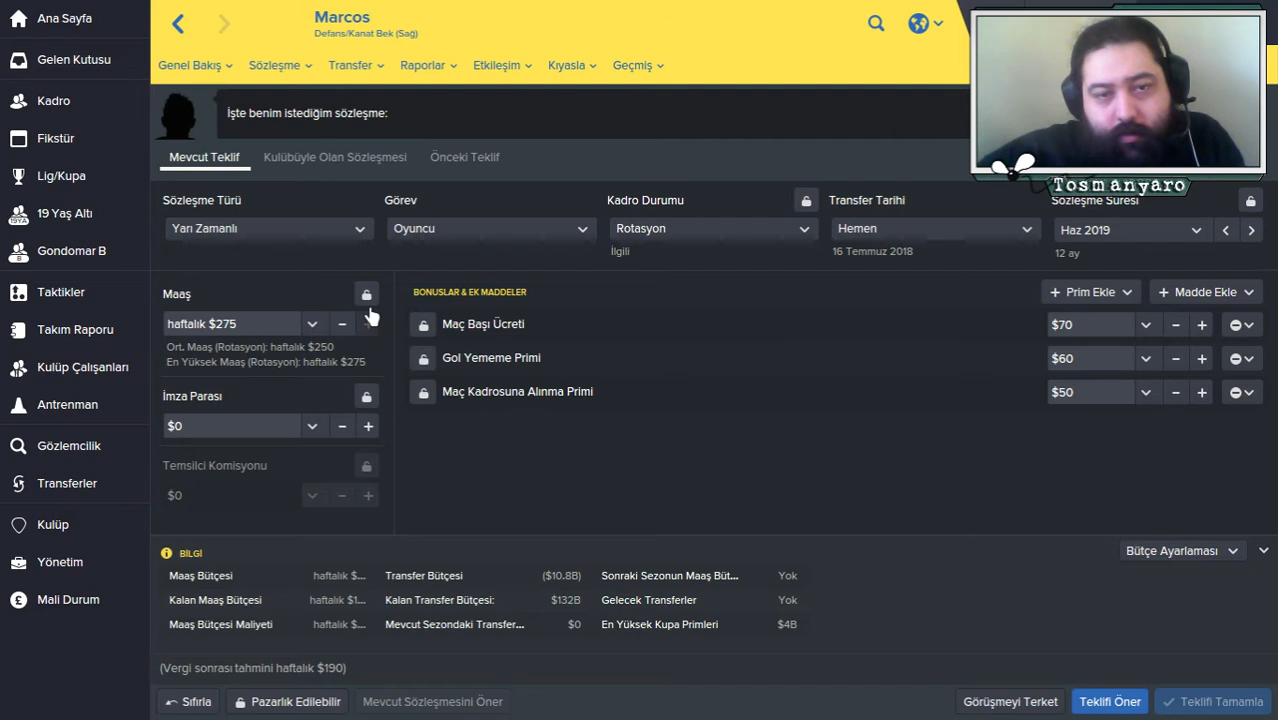 Ana Sayfa
Gelen Kutusu
Kadro
Fikstür
Lig/Kupa
19 Yaş Altı
Gondomar B
Taktikler
Takım Raporu
Kulüp Çalışanları
Antrenman
Gözlemcilik
Transferler
Kulüp
Yönetim
Mali Durum
Marcos
Defans/Kanat Bek (Sağ)
Genel Bakış Sözleşme Transfer Raporlar Etkileşim Kıyasla Geçmiş
İşte benim istediğim sözleşme:
Tosmanyaro
Mevcut Teklif Kulübüyle Olan Sözleşmesi Önceki Teklif
Sözleşme Türü Görev Kadro Durumu Transfer Tarihi Sözleşme Süresi
Yarı Zamanlı Oyuncu Rotasyon Hemen Haz 2019
İlgili 16 Temmuz 2018 12 ay
Maaş
haftalık $275
Ort. Maaş (Rotasyon): haftalık $250
En Yüksek Maaş (Rotasyon): haftalık $275
İmza Parası
$0
Temsilci Komisyonu
$0
BONUSLAR & EK MADDELER + Prim Ekle + Madde Ekle
Maç Başı Ücreti $70
Gol Yememe Primi $60
Maç Kadrosuna Alınma Primi $50
BİLGİ Bütçe Ayarlaması
Maaş Bütçesi haftalık $... Transfer Bütçesi ($10.8B) Sonraki Sezonun Maaş Büt... Yok
Kalan Maaş Bütçesi haftalık $1... Kalan Transfer Bütçesi: $132B Gelecek Transferler Yok
Maaş Bütçesi Maliyeti haftalık $... Mevcut Sezondaki Transfer... $0 En Yüksek Kupa Primleri $4B
(Vergi sonrası tahmini haftalık $190)
Sıfırla Pazarlık Edilebilir Mevcut Sözleşmesini Öner Görüşmeyi Terket Teklifi Öner Teklifi Tamamla